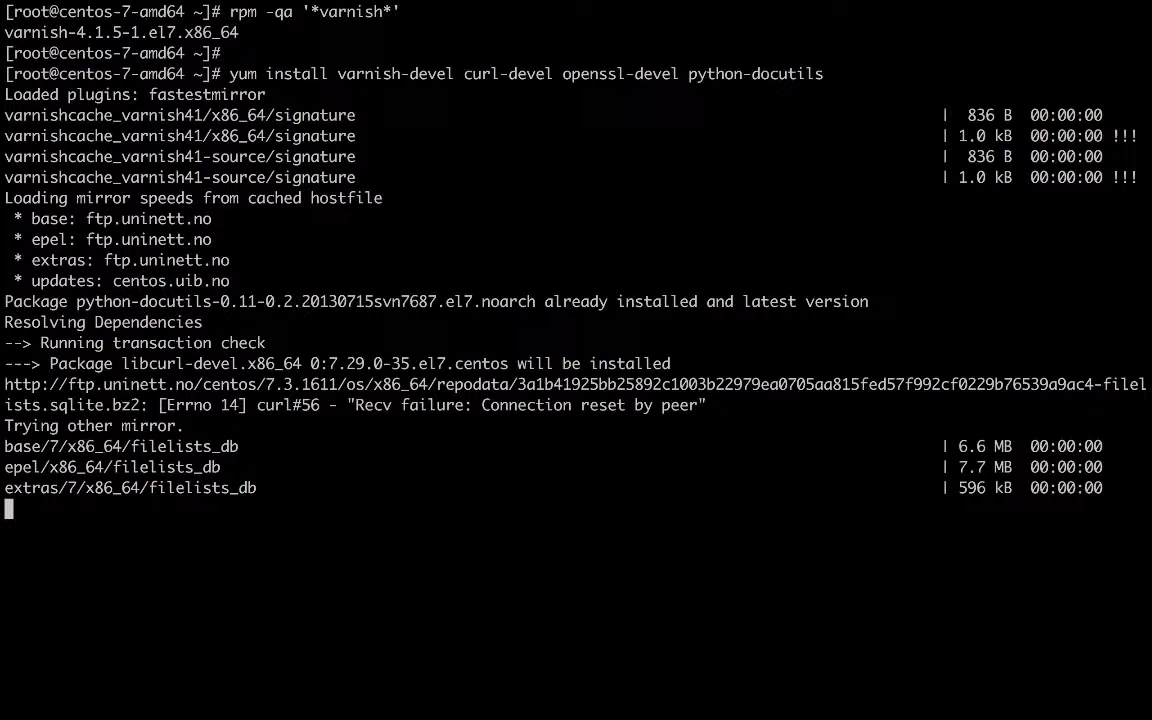 [root@centos-7-amd64 ~]# rpm -qa '*varnish*'
varnish-4.1.5-1.el7.x86_64
[root@centos-7-amd64 ~]#
[root@centos-7-amd64 ~]# yum install varnish-devel curl-devel openssl-devel python-docutils
Loaded plugins: fastestmirror
varnishcache_varnish41/x86_64/signature | 836 B 00:00:00
varnishcache_varnish41/x86_64/signature | 1.0 kB 00:00:00 !!!
varnishcache_varnish41-source/signature | 836 B 00:00:00
varnishcache_varnish41-source/signature | 1.0 kB 00:00:00 !!!
Loading mirror speeds from cached hostfile
* base: ftp.uninett.no
* epel: ftp.uninett.no
* extras: ftp.uninett.no
* updates: centos.uib.no
Package python-docutils-0.11-0.2.20130715svn7687.el7.noarch already installed and latest version
Resolving Dependencies
--> Running transaction check
---> Package libcurl-devel.x86_64 0:7.29.0-35.el7.centos will be installed
http://ftp.uninett.no/centos/7.3.1611/os/x86_64/repodata/3a1b41925bb25892c1003b22979ea0705aa815fed57f992cf0229b76539a9ac4-filel
ists.sqlite.bz2: [Errno 14] curl#56 - "Recv failure: Connection reset by peer"
Trying other mirror.
base/7/x86_64/filelists_db | 6.6 MB 00:00:00
epel/x86_64/filelists_db | 7.7 MB 00:00:00
extras/7/x86_64/filelists_db | 596 kB 00:00:00